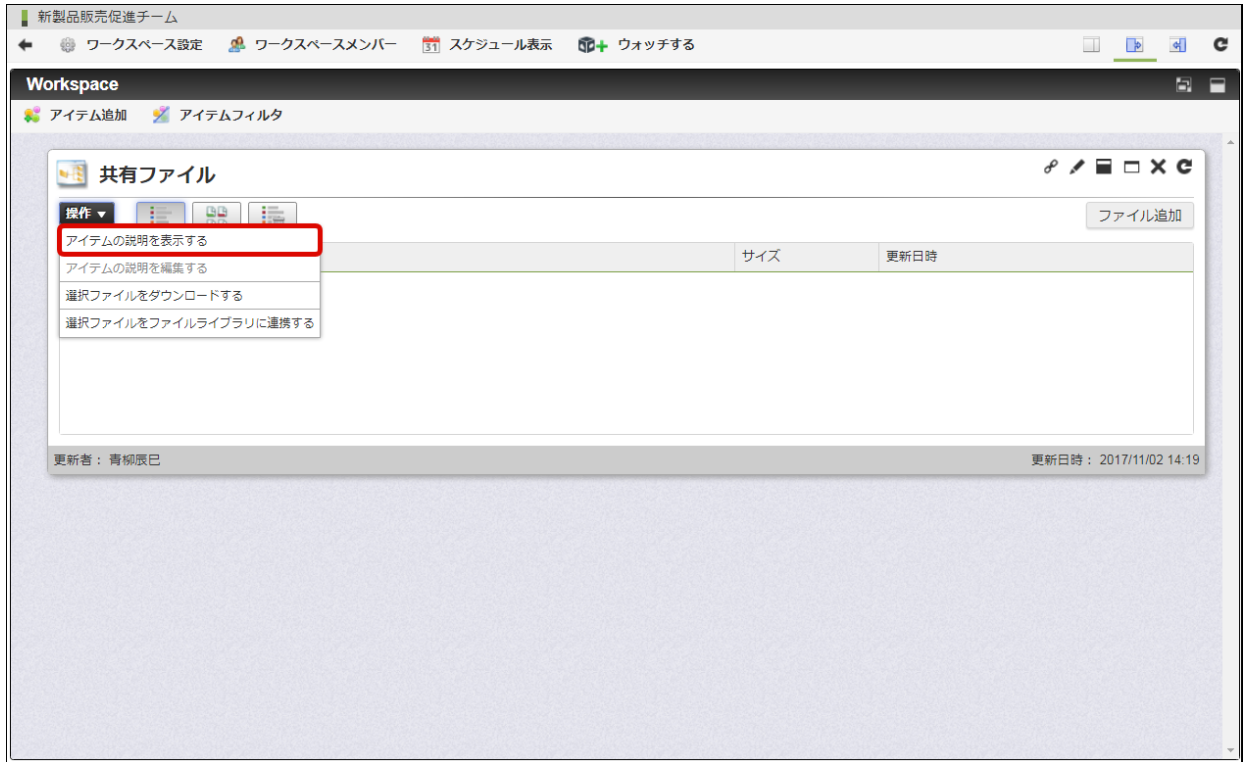 新製品販売促進チーム
ワークスペース設定 ワークスペースメンバー 31 スケジュール表示 ウォッチする
Workspace
アイテム追加 アイテムフィルタ
共有ファイル
操作 ▼ ファイル追加
アイテムの説明を表示する
サイズ 更新日時
アイテムの説明を編集する
選択ファイルをダウンロードする
選択ファイルをファイルライブラリに連携する
更新者： 青柳辰巳 更新日時： 2017/11/02 14:19